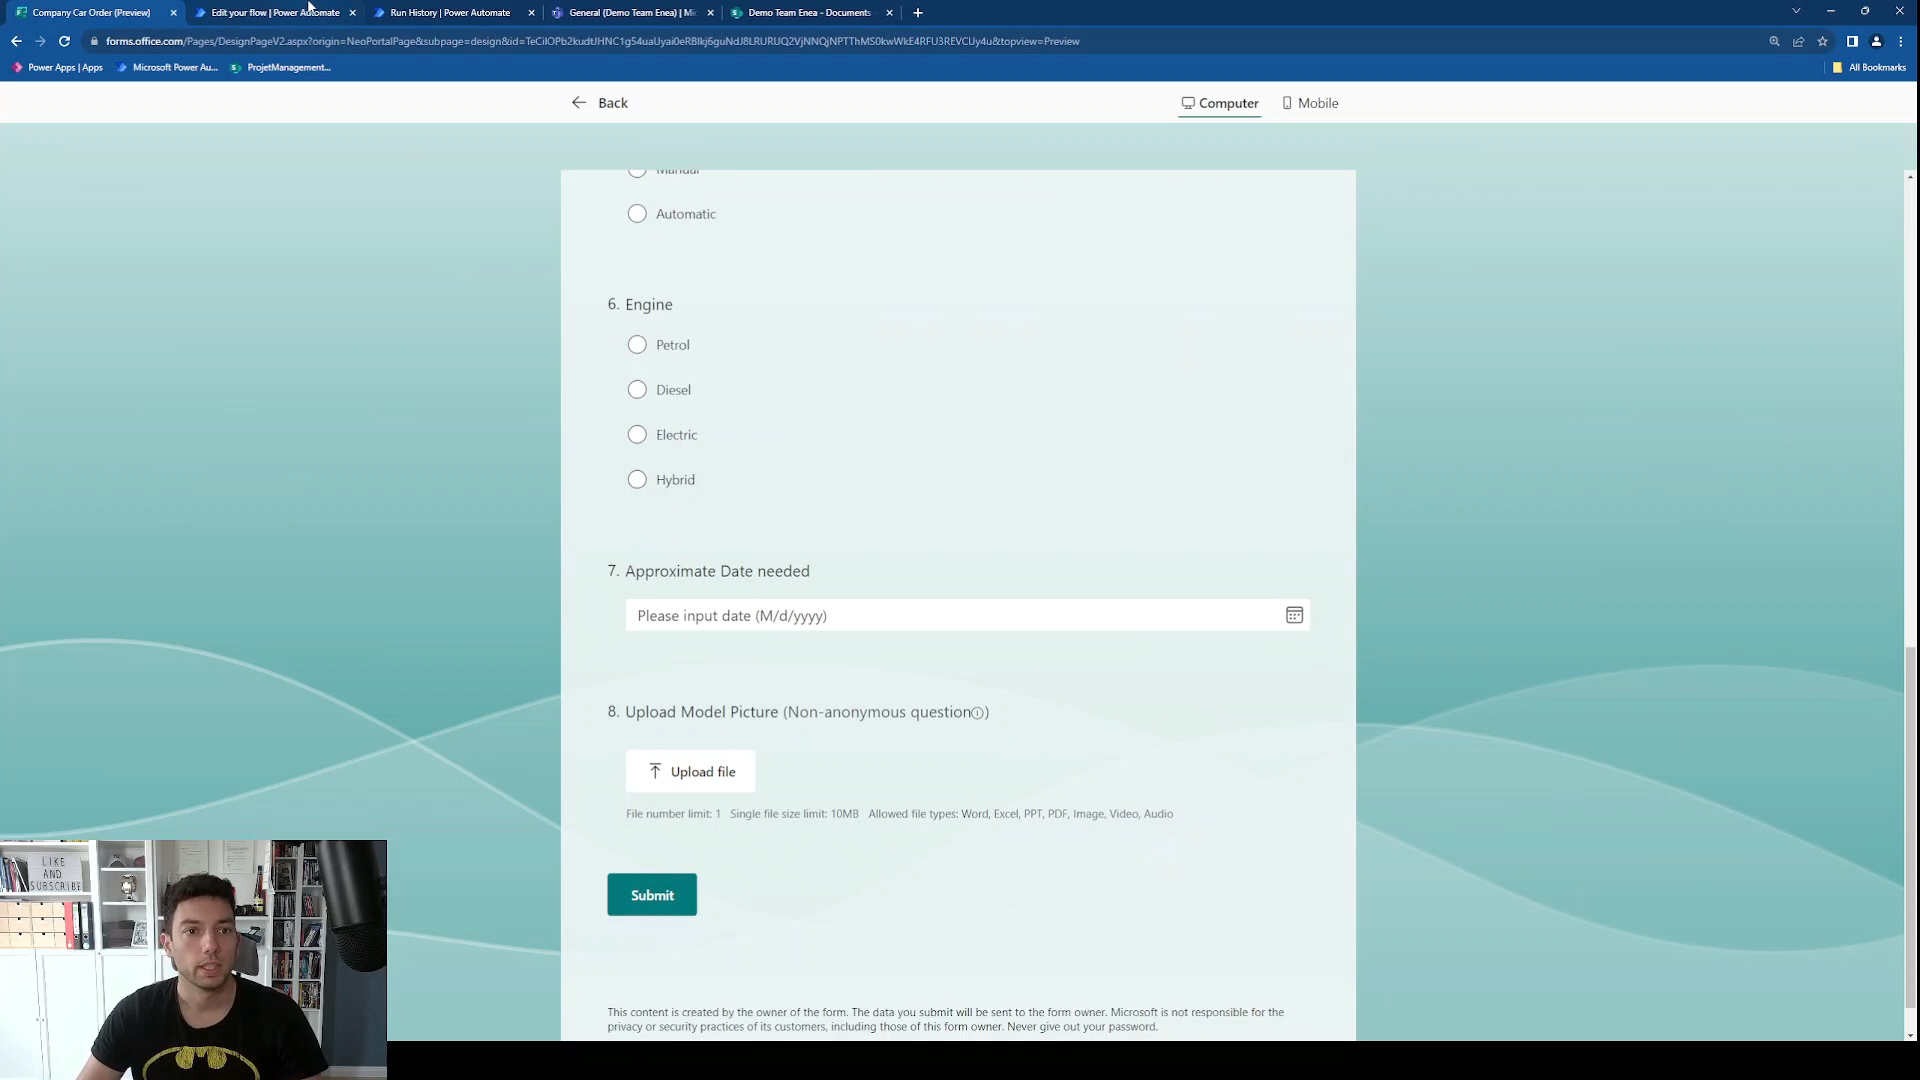 Company Car Order (Preview)
Edit your flow | Power Automate
Run History | Power Automate
General (Demo Team Enea) | Mi
Demo Team Enea - Documents
forms.office.com/Pages/DesignPageV2.aspx?origin=NeoPortalPage&subpage=design&id=TeCilOPb2kudtJHNC1g54uaUyai0eRBIkj6guNdJ8LRURUQ2VjNNQjNPTThMS0kwWkE4RFU3REVCUy4u&topview=Preview
Power Apps | Apps
Microsoft Power Au...
ProjetManagement...
All Bookmarks
Back
Computer
Mobile
Manual
Automatic
6. Engine
Petrol
Diesel
Electric
Hybrid
7. Approximate Date needed
Please input date (M/d/yyyy)
8. Upload Model Picture (Non-anonymous question)
Upload file
File number limit: 1 Single file size limit: 10MB Allowed file types: Word, Excel, PPT, PDF, Image, Video, Audio
Submit
This content is created by the owner of the form. The data you submit will be sent to the form owner. Microsoft is not responsible for the
privacy or security practices of its customers, including those of this form owner. Never give out your password.
LIKE
AND
SUBSCRIBE